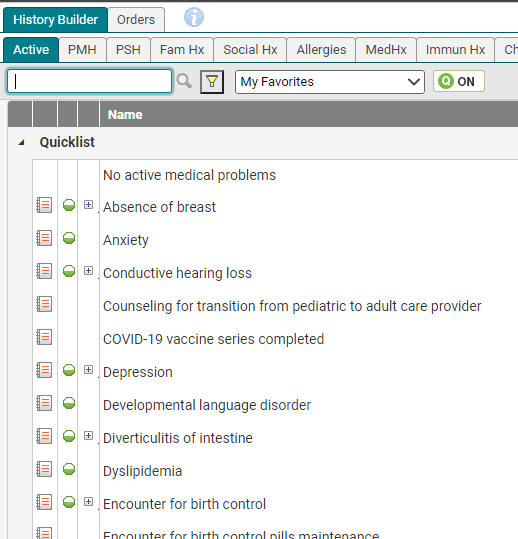 History Builder Orders
Active PMH PSH Fam Hx Social Hx Allergies MedHx Immun Hx Ch
My Favorites Q ON
Name
Quicklist
No active medical problems
Absence of breast
Anxiety
Conductive hearing loss
Counseling for transition from pediatric to adult care provider
COVID-19 vaccine series completed
Depression
Developmental language disorder
Diverticulitis of intestine
Dyslipidemia
Encounter for birth control
Encounter for birth control pills maintenance